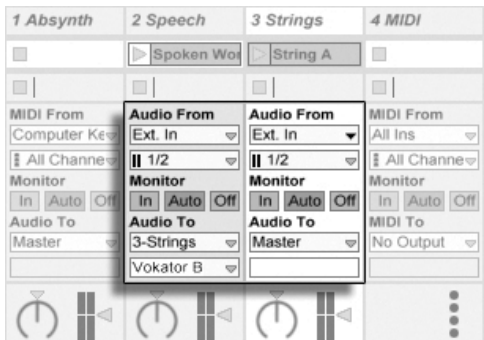 1 Absynth 2 Speech 3 Strings 4 MIDI
Spoken Wor String A
MIDI From Audio From Audio From MIDI From
Computer Ke Ext. In Ext. In All Ins
All Channe 1/2 1/2 All Channe
Monitor Monitor Monitor Monitor
In Auto Off In Auto Off In Auto Off In Auto Off
Audio To Audio To Audio To MIDI To
Master 3-Strings Master No Output
Vokator B